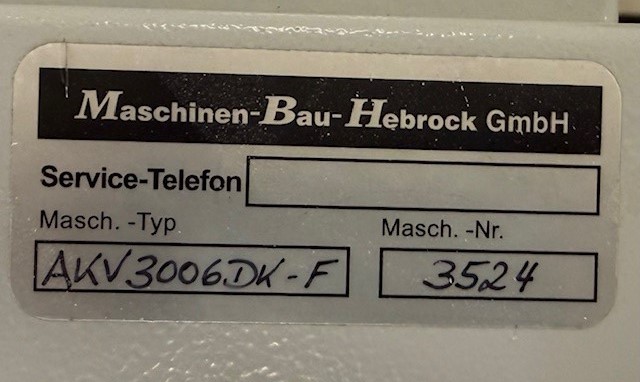 Maschinen-Bau-Hebrock GmbH
Service-Telefon
Masch. -Typ Masch. -Nr.
AKV3006DK-F 3524